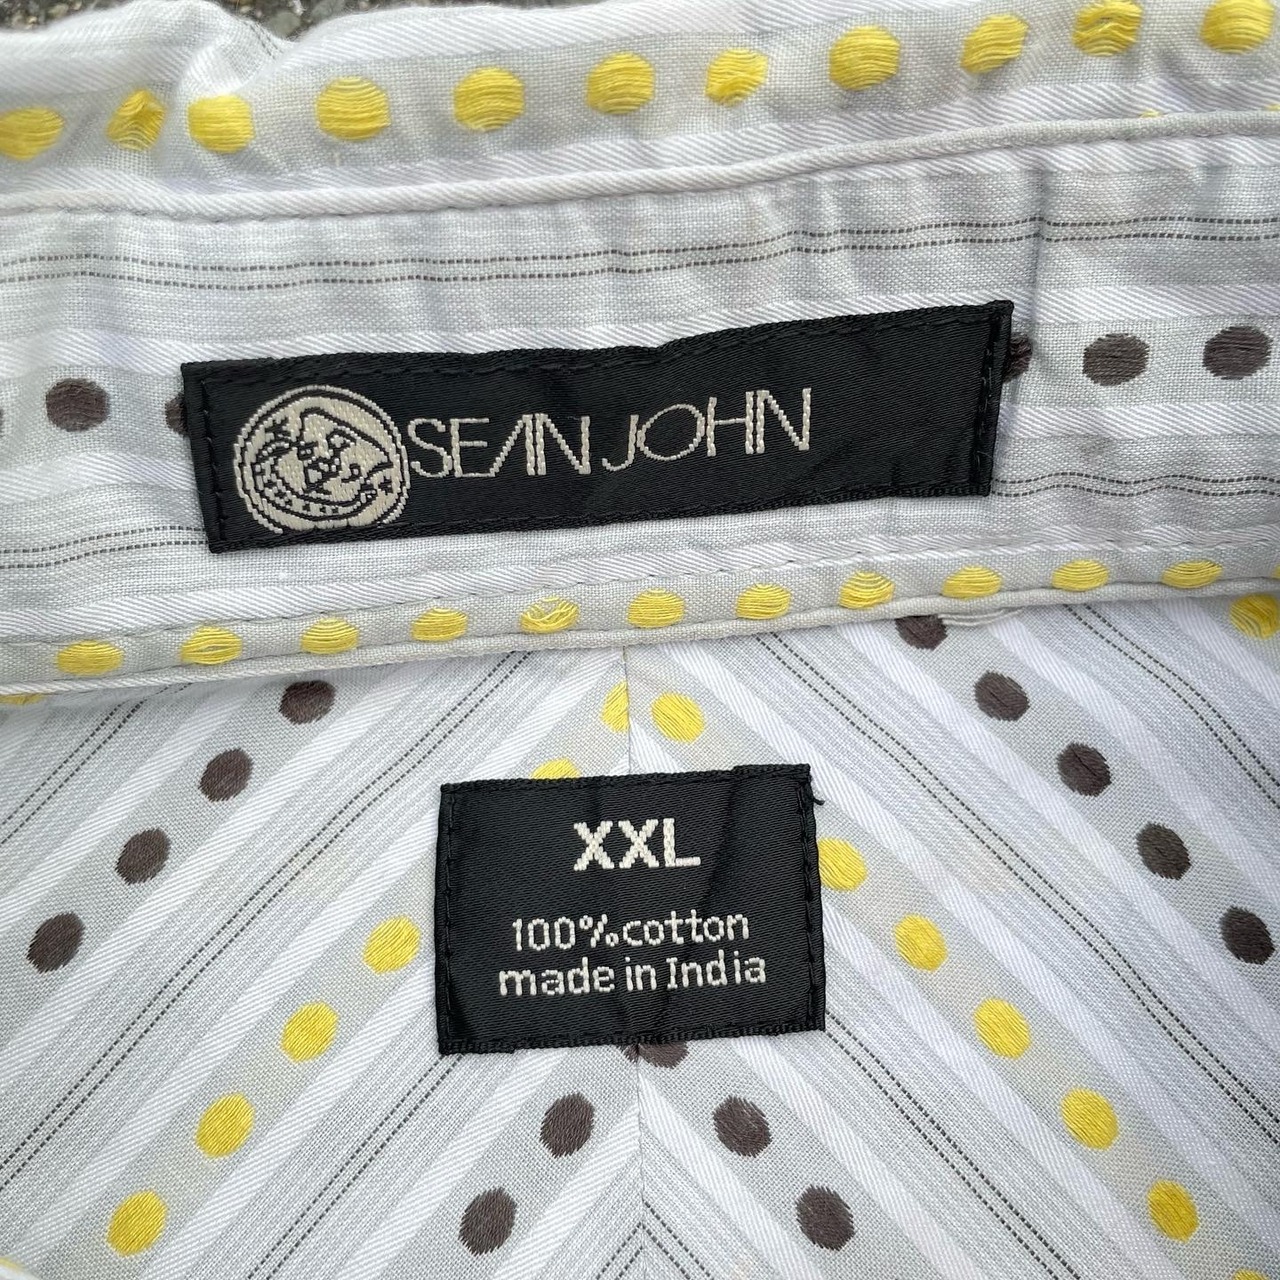 SEAN JOHN
XXL
100% cotton
made in India